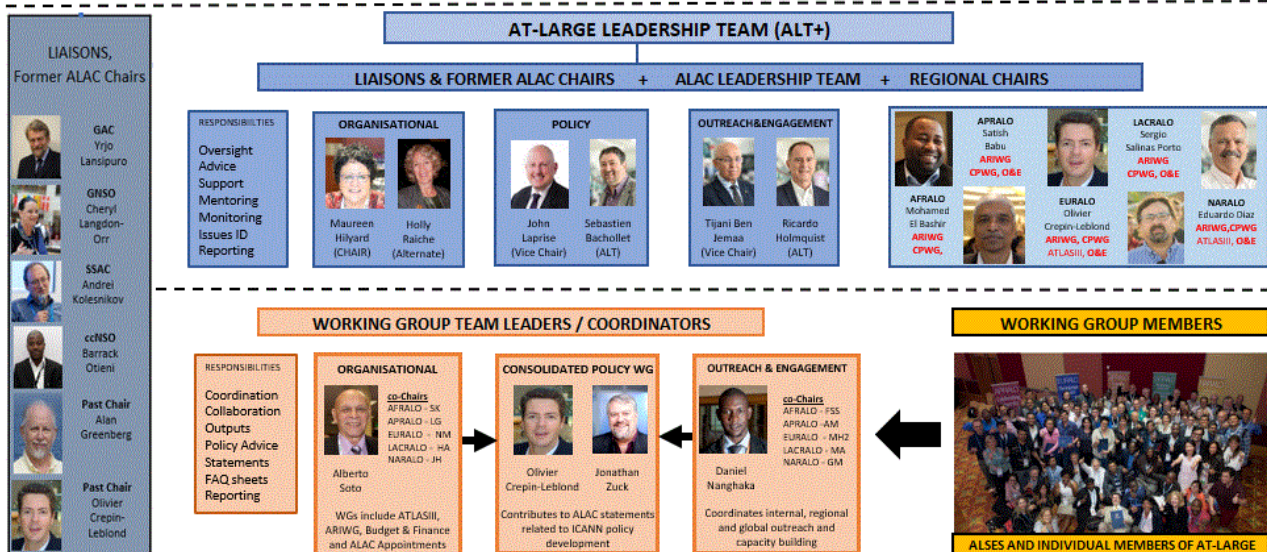 LIAISONS,
Former ALAC Chairs
GAC
Yrjo
Lansipuro
GNSO
Cheryl
Langdon-
Orr
SSAC
Andrei
Kolesnikov
ccNSO
Barrack
Otieni
Past Chair
Alan
Greenberg
Past Chair
Olivier
Crepin-
Leblond
AT-LARGE LEADERSHIP TEAM (ALT+)
LIAISONS & FORMER ALAC CHAIRS + ALAC LEADERSHIP TEAM + REGIONAL CHAIRS
RESPONSIBIILTIES
Oversight
Advice
Support
Mentoring
Monitoring
Issues ID
Reporting
ORGANISATIONAL
Maureen
Hilyard
(CHAIR)
Holly
Raiche
(Alternate)
POLICY
John
Laprise
(Vice Chair)
Sebastien
Bachollet
(ALT)
OUTREACH&ENGAGEMENT
Tijani Ben
Jemaa
(Vice Chair)
Ricardo
Holmquist
(ALT)
APRALO
Satish
Babu
ARIWG
CPWG, O&E
LACRALO
Sergio
Salinas Porto
ARIWG
CPWG, O&E
AFRALO
Mohamed
El Bashir
ARIWG
CPWG,
EURALO
Olivier
Crepin-Leblond
ARIWG, CPWG
ATLASIII, O&E
NARALO
Eduardo Diaz
ARIWG,CPWG
ATLASIII, O&E
WORKING GROUP TEAM LEADERS / COORDINATORS
RESPONSIBILITIES
Coordination
Collaboration
Outputs
Policy Advice
Statements
FAQ sheets
Reporting
ORGANISATIONAL
co-Chairs
AFRALO - SK
APRALO - LG
EURALO - NM
LACRALO - HA
NARALO - JH
Alberto
Soto
WGs include ATLASIII,
ARIWG, Budget & Finance
and ALAC Appointments
CONSOLIDATED POLICY WG
Olivier
Crepin-Leblond
Jonathan
Zuck
Contributes to ALAC statements
related to ICANN policy
development
OUTREACH & ENGAGEMENT
co-Chairs
AFRALO - FSS
APRALO -AM
EURALO - MH2
LACRALO - MA
NARALO - GM
Daniel
Nanghaka
Coordinates internal, regional
and global outreach and
capacity building
WORKING GROUP MEMBERS
ALSES AND INDIVIDUAL MEMBERS OF AT-LARGE